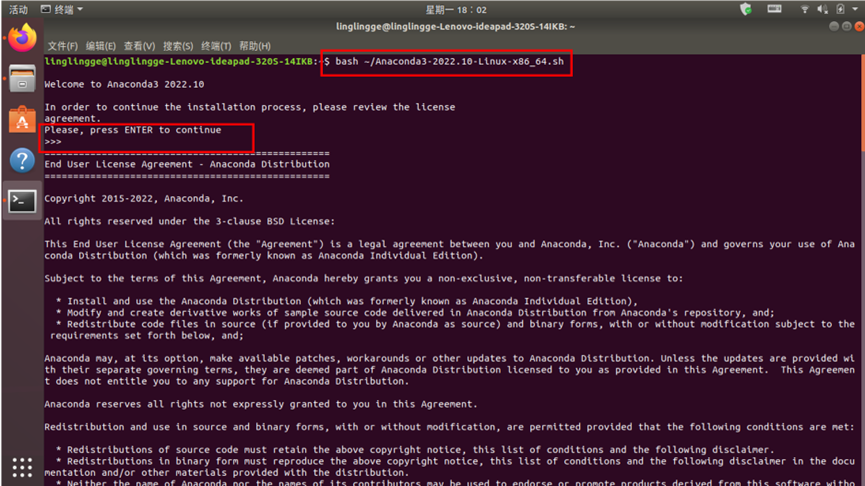 活动 终端 星期一 18:02
linglingge@linglingge-Lenovo-ideapad-320S-14IKB: ~
文件(F) 编辑(E) 查看(V) 搜索(S) 终端(T) 帮助(H)
linglingge@linglingge-Lenovo-ideapad-320S-14IKB:~$ bash ~/Anaconda3-2022.10-Linux-x86_64.sh
Welcome to Anaconda3 2022.10
In order to continue the installation process, please review the license
agreement.
Please, press ENTER to continue
>>>
==================================================
End User License Agreement - Anaconda Distribution
==================================================
Copyright 2015-2022, Anaconda, Inc.
All rights reserved under the 3-clause BSD License:
This End User License Agreement (the "Agreement") is a legal agreement between you and Anaconda, Inc. ("Anaconda") and governs your use of Ana
conda Distribution (which was formerly known as Anaconda Individual Edition).
Subject to the terms of this Agreement, Anaconda hereby grants you a non-exclusive, non-transferable license to:
* Install and use the Anaconda Distribution (which was formerly known as Anaconda Individual Edition),
* Modify and create derivative works of sample source code delivered in Anaconda Distribution from Anaconda's repository, and;
* Redistribute code files in source (if provided to you by Anaconda as source) and binary forms, with or without modification subject to the
requirements set forth below, and;
Anaconda may, at its option, make available patches, workarounds or other updates to Anaconda Distribution. Unless the updates are provided wi
th their separate governing terms, they are deemed part of Anaconda Distribution licensed to you as provided in this Agreement. This Agreemen
t does not entitle you to any support for Anaconda Distribution.
Anaconda reserves all rights not expressly granted to you in this Agreement.
Redistribution and use in source and binary forms, with or without modification, are permitted provided that the following conditions are met:
* Redistributions of source code must retain the above copyright notice, this list of conditions and the following disclaimer.
* Redistributions in binary form must reproduce the above copyright notice, this list of conditions and the following disclaimer in the docu
mentation and/or other materials provided with the distribution.
* Neither the name of Anaconda nor the names of its contributors may be used to endorse or promote products derived from this software witho